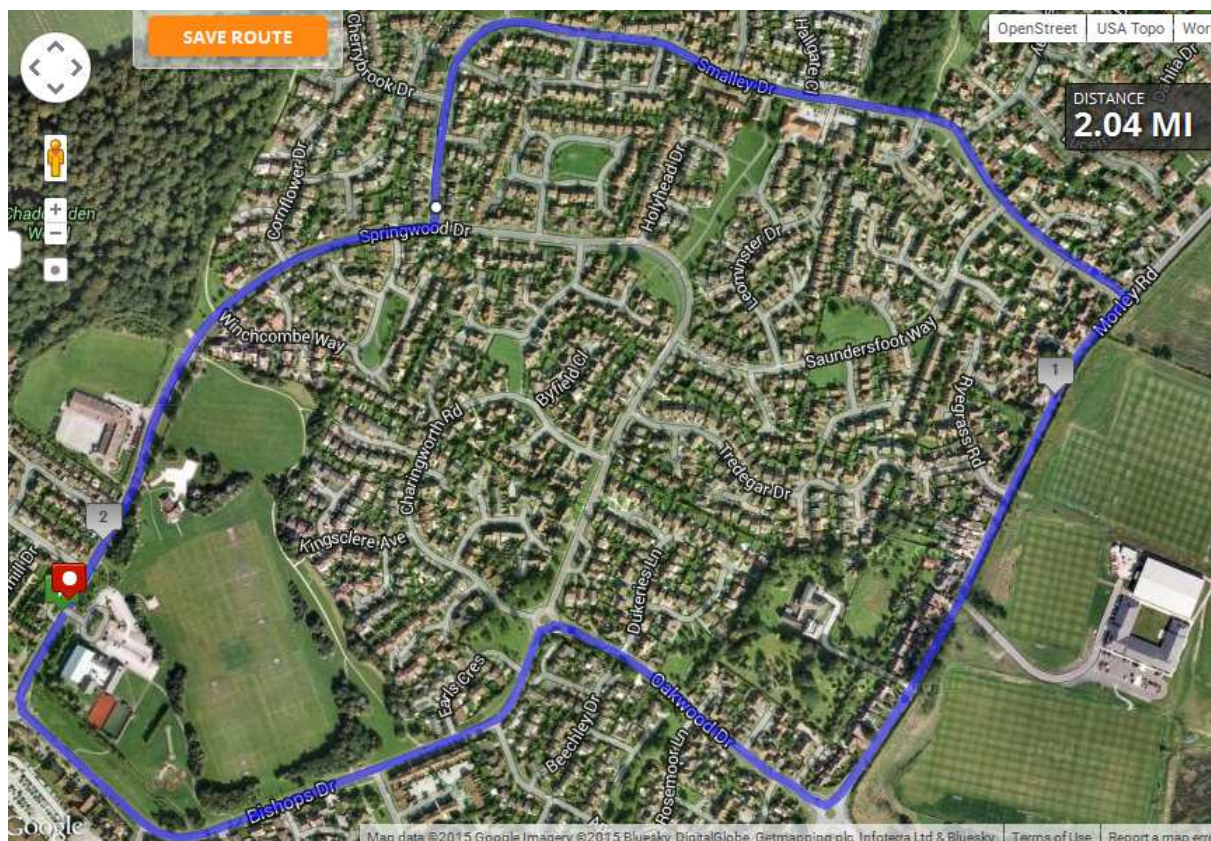 SAVE ROUTE
OpenStreet
USA Topo
DISTANCE
2.04 MI
Cherrybrook Dr
Hallgate Cl
Smalley Dr
Cornflower Dr
Holyhead Dr
Springwood Dr
Leominster Dr
Morley Rd
Winchcombe Way
Saundersfoot Way
1
Byfield Cl
Ryegrass Rd
Charingworth Rd
Tredegar Dr
2
Kingsclere Ave
Dukeries Ln
Earls Cres
Oakwood Dr
Beechley Dr
Rosemoor Ln
Bishops Dr
Google
Map data ©2015 Google Imagery ©2015 Bluesky, DigitalGlobe, Getmapping plc, Infoterra Ltd & Bluesky
Terms of Use
Report a map